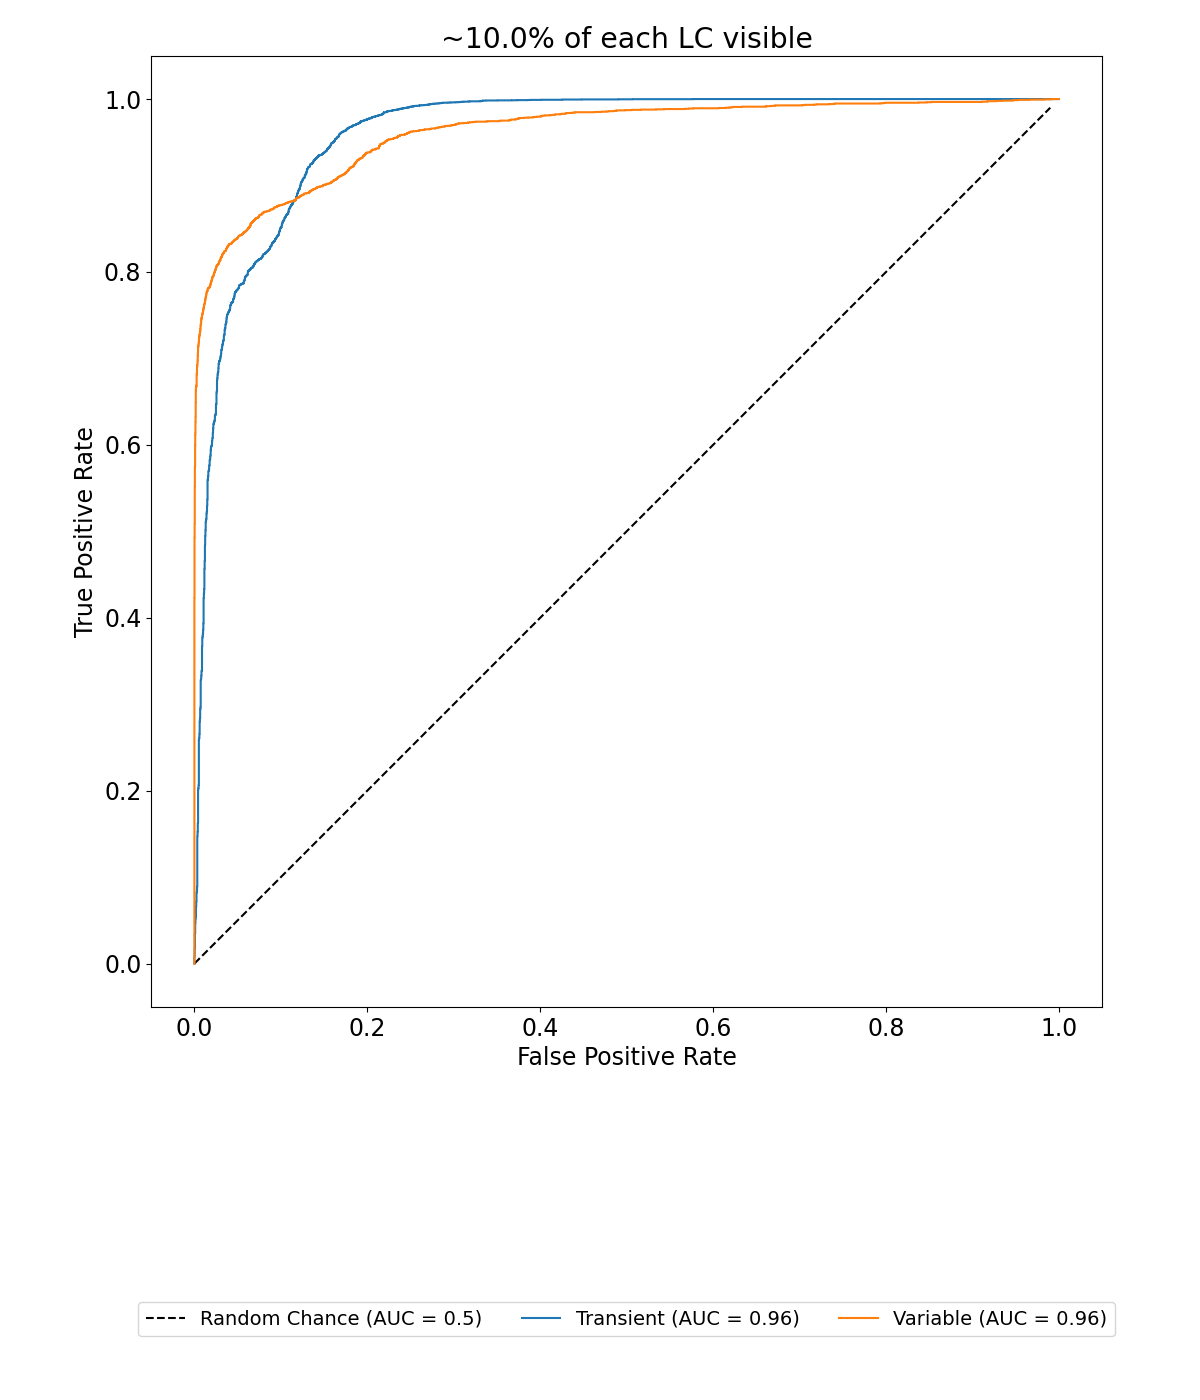 ~10.0% of each LC visible
1.0
0.8
0.6
0.4
0.2
0.0
True Positive Rate
0.0 0.2 0.4 0.6 0.8 1.0
False Positive Rate
Random Chance (AUC = 0.5) Transient (AUC = 0.96) Variable (AUC = 0.96)